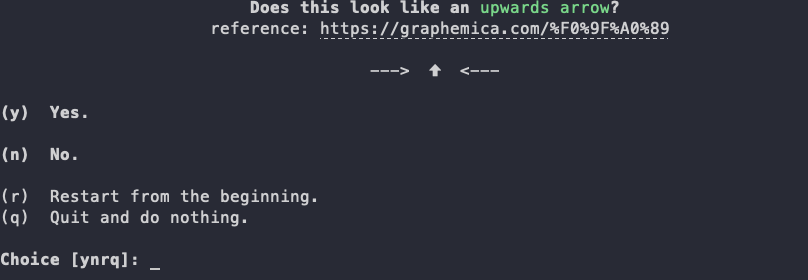 Does this look like an upwards arrow?
reference: https://graphemica.com/%F0%9F%A0%89
---> 🠉 <---
(y) Yes.
(n) No.
(r) Restart from the beginning.
(q) Quit and do nothing.
Choice [ynrq]: _